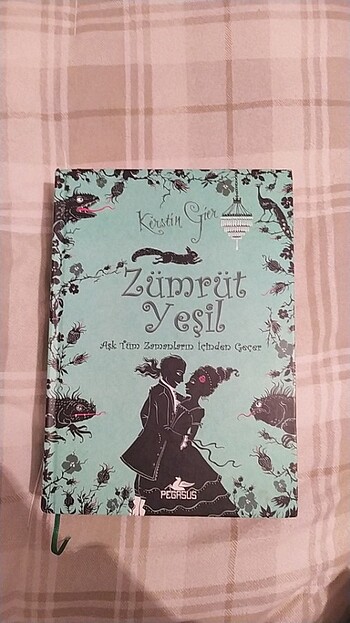 Kerstin Gier
Zümrüt
Yeşil
Aşk Tüm Zamanların İçinden Geçer
PEGASUS